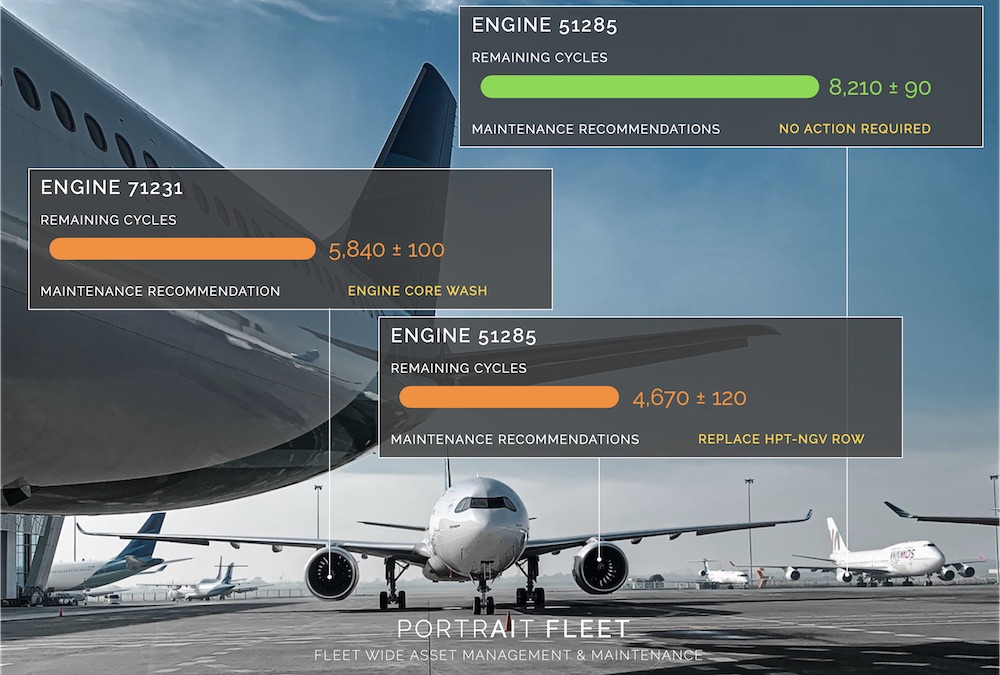 ENGINE 51285
REMAINING CYCLES
8,210 ± 90
MAINTENANCE RECOMMENDATIONS NO ACTION REQUIRED
ENGINE 71231
REMAINING CYCLES
5,840 ± 100
MAINTENANCE RECOMMENDATION ENGINE CORE WASH
ENGINE 51285
REMAINING CYCLES
4,670 ± 120
MAINTENANCE RECOMMENDATIONS REPLACE HPT-NGV ROW
WAMOS
PORTRAIT FLEET
FLEET WIDE ASSET MANAGEMENT & MAINTENANCE